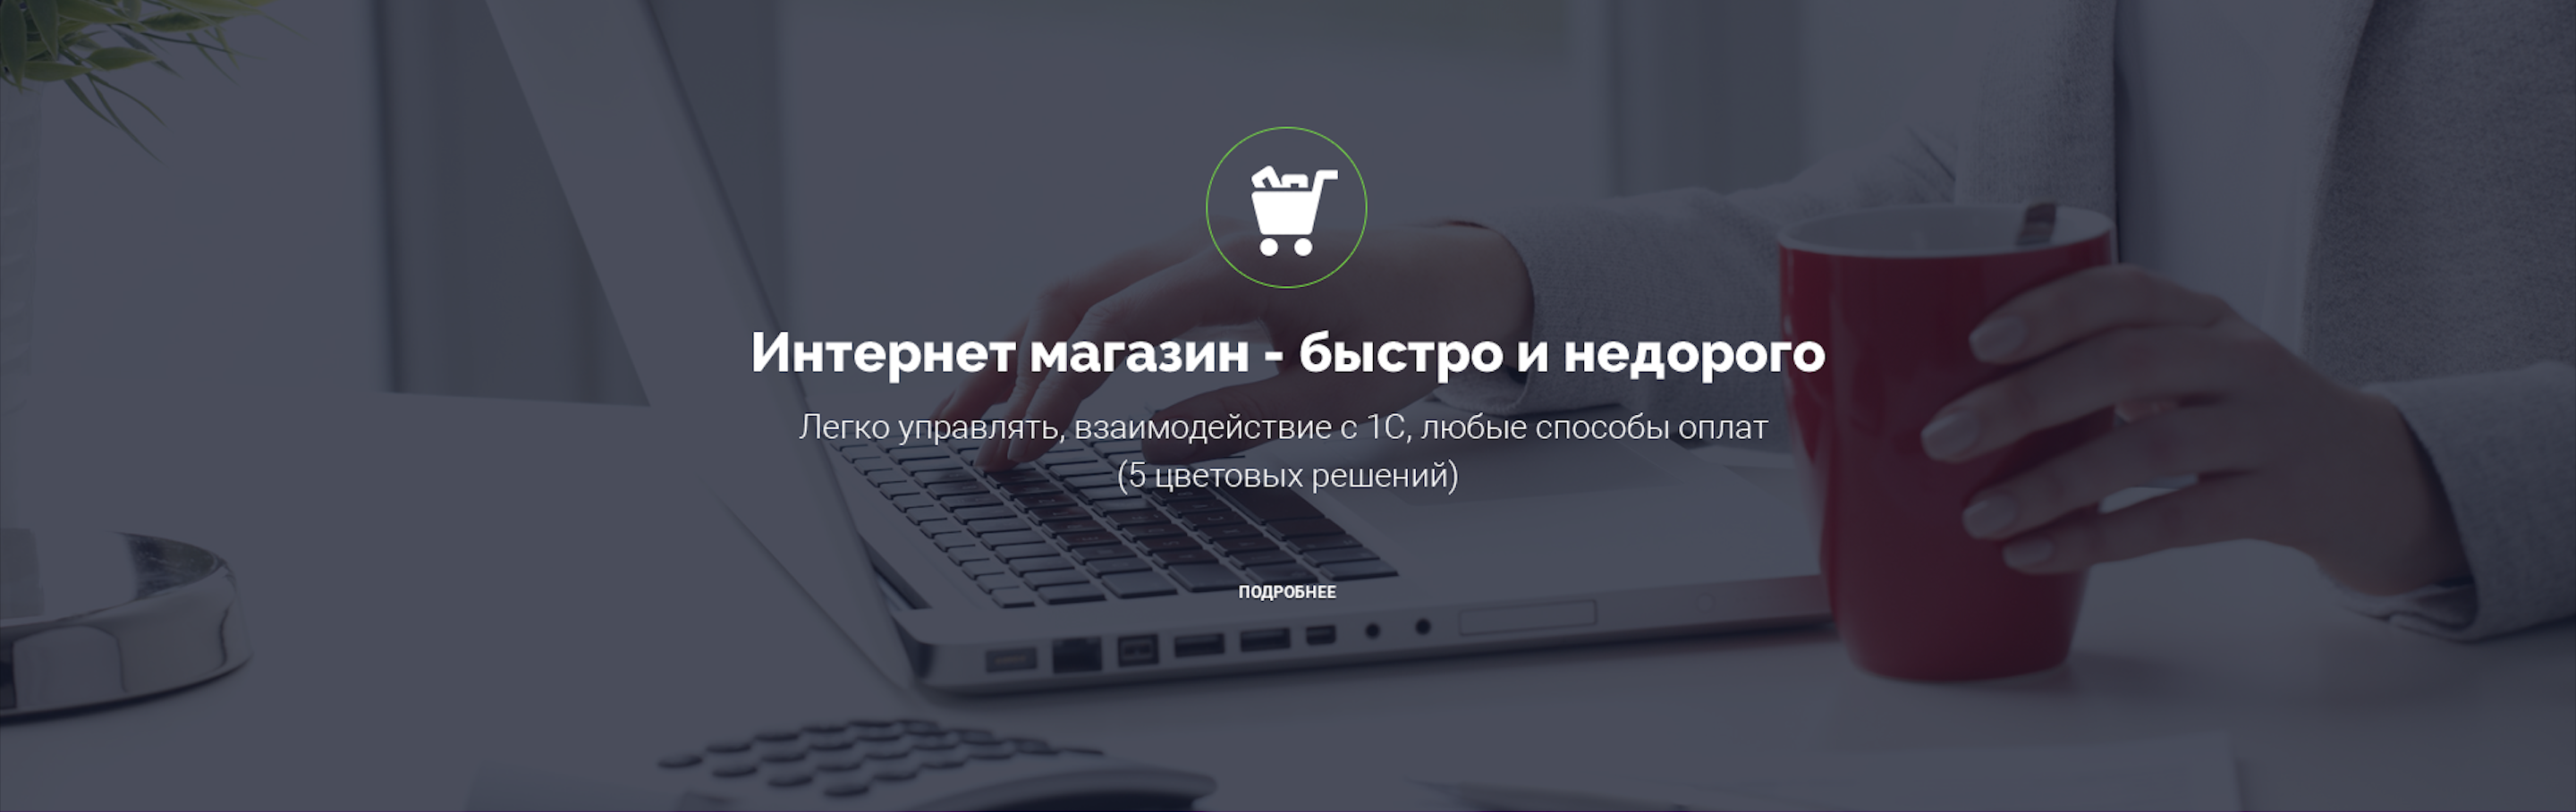 Интернет магазин - быстро и недорого
Легко управлять, взаимодействие с 1С, любые способы оплат
(5 цветовых решений)
ПОДРОБНЕЕ